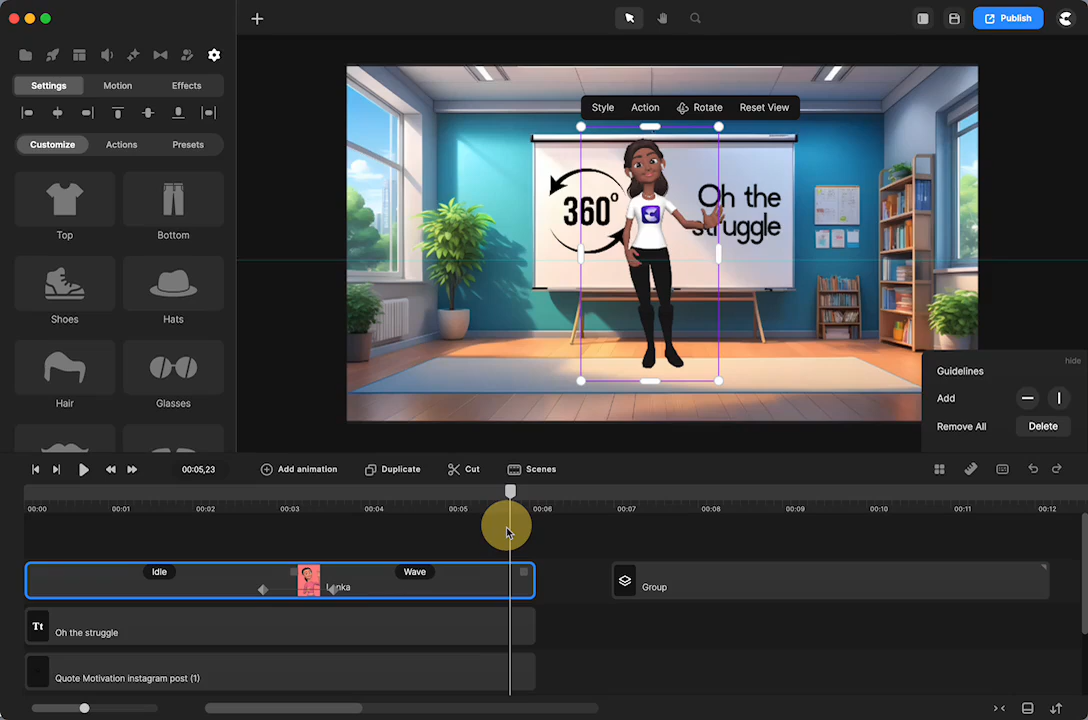 Publish
Settings
Motion
Effects
Customize
Actions
Presets
Top
Bottom
Shoes
Hats
Hair
Glasses
Style
Action
Rotate
Reset View
360°
Oh the
struggle
hide
Guidelines
Add
Remove All
Delete
00:05,23
Add animation
Duplicate
Cut
Scenes
00:00
00:01
00:02
00:03
00:04
00:05
00:06
00:07
00:08
00:09
00:10
00:11
00:12
Idle
Wave
Group
Tt
Oh the struggle
Quote Motivation instagram post (1)